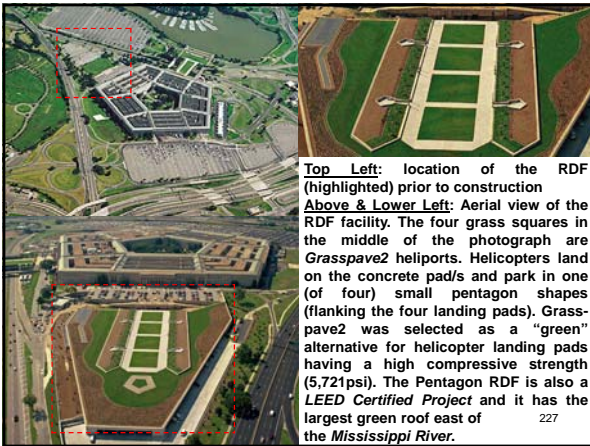 Top Left: location of the RDF
(highlighted) prior to construction
Above & Lower Left: Aerial view of the
RDF facility. The four grass squares in
the middle of the photograph are
Grasspave2 heliports. Helicopters land
on the concrete pad/s and park in one
(of four) small pentagon shapes
(flanking the four landing pads). Grass-
pave2 was selected as a “green”
alternative for helicopter landing pads
having a high compressive strength
(5,721psi). The Pentagon RDF is also a
LEED Certified Project and it has the
largest green roof east of 227
the Mississippi River.